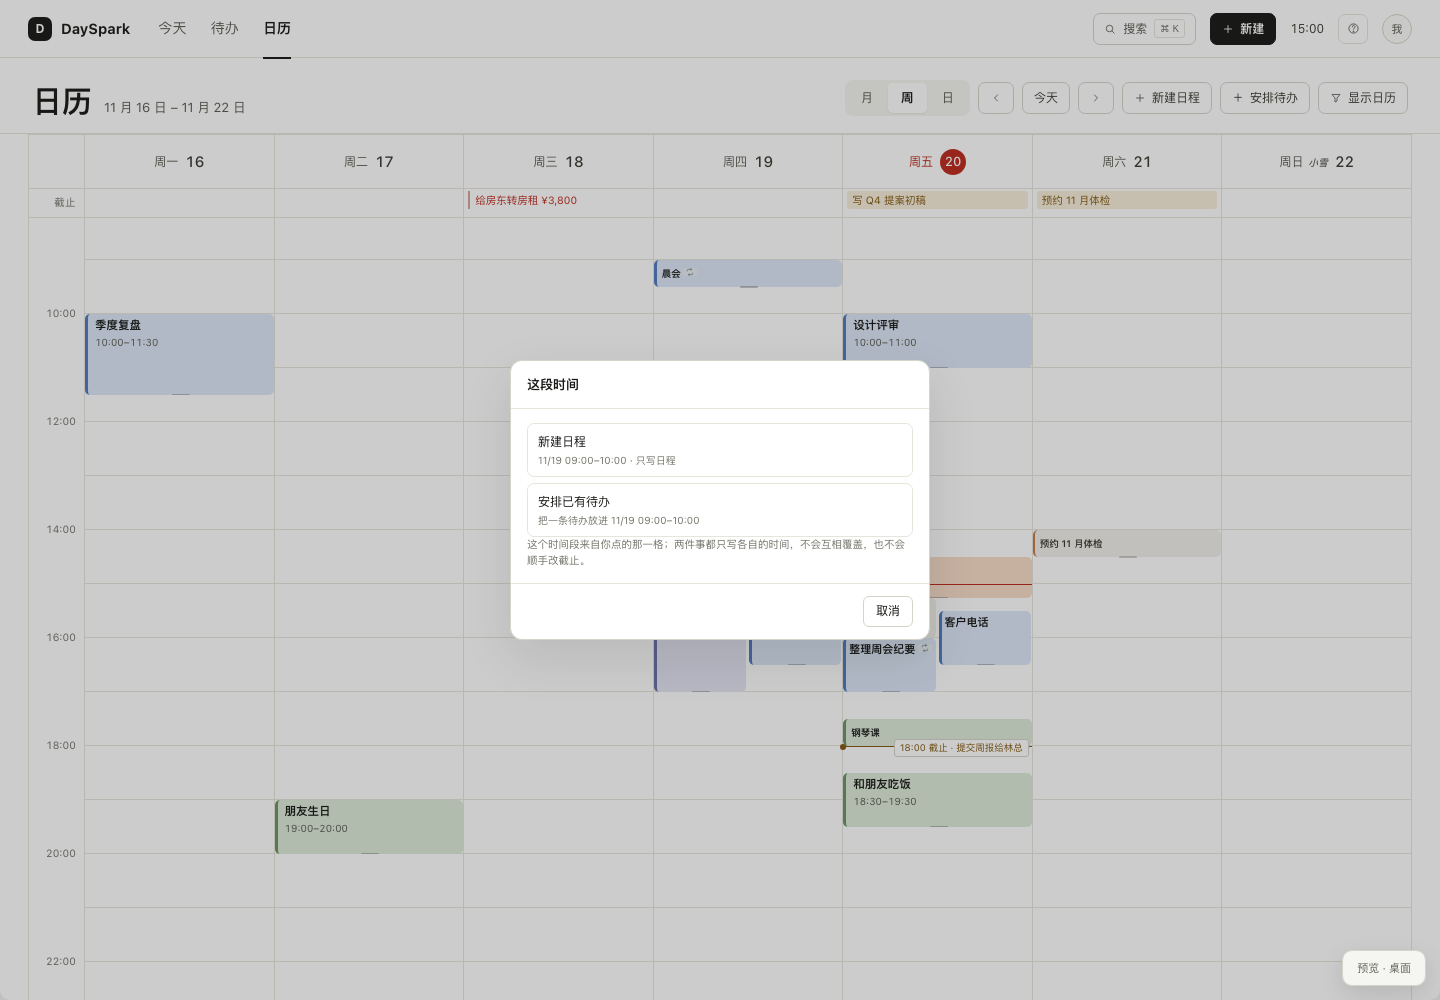 D DaySpark 今天 待办 日历 搜索 ⌘ K + 新建 15:00 我
日历 11 月 16 日 – 11 月 22 日 月 周 日 ‹ 今天 › + 新建日程 + 安排待办 显示日历
周一 16 周二 17 周三 18 周四 19 周五 20 周六 21 周日 小雪 22
截止 给房东转房租 ¥3,800 写 Q4 提案初稿 预约 11 月体检
晨会
10:00 季度复盘 设计评审
10:00–11:30 10:00–11:00
这段时间
12:00
新建日程
11/19 09:00–10:00 · 只写日程
安排已有待办
把一条待办放进 11/19 09:00–10:00
14:00
这个时间段来自你点的那一格；两件事都只写各自的时间，不会互相覆盖，也不会
顺手改截止。
预约 11 月体检
取消
16:00
客户电话
整理周会纪要
钢琴课
18:00 18:00 截止 · 提交周报给林总
和朋友吃饭
18:30–19:30
朋友生日
19:00–20:00
20:00
22:00
预览 · 桌面